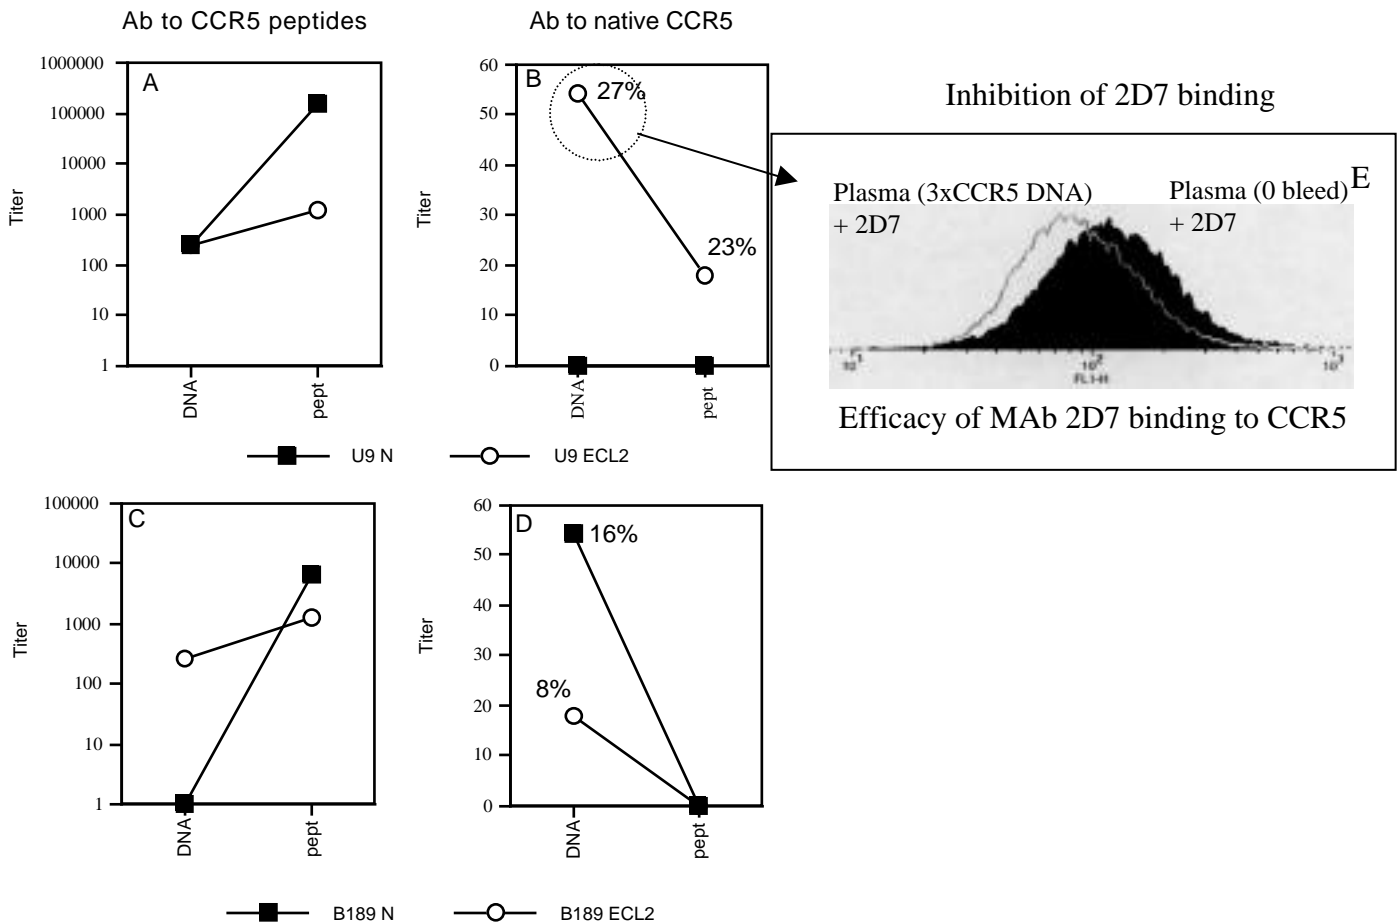 Ab to CCR5 peptides
Ab to native CCR5
A
1000000
100000
10000
1000
100
10
1
Titer
DNA
pept
B
60
50
40
30
20
10
0
Titer
27%
23%
DNA
pept
Inhibition of 2D7 binding
E
Plasma (3xCCR5 DNA)
+ 2D7
Plasma (0 bleed)
+ 2D7
10¹
10²
10³
FL1-H
Efficacy of MAb 2D7 binding to CCR5
U9 N
U9 ECL2
C
100000
10000
1000
100
10
1
Titer
DNA
pept
D
60
50
40
30
20
10
0
Titer
16%
8%
DNA
pept
B189 N
B189 ECL2